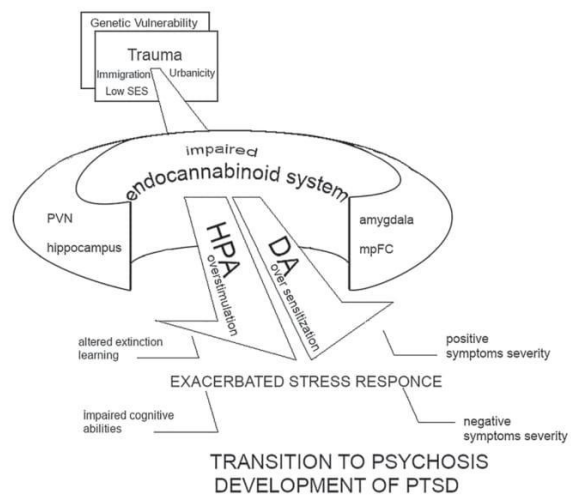 Genetic Vulnerability
Trauma
Immigration Urbanicity
Low SES
impaired
endocannabinoid system
PVN
hippocampus
amygdala
mpFC
HPA
overstimulation
DA
over sensitization
altered extinction
learning
positive
symptoms severity
EXACERBATED STRESS RESPONCE
Impaired cognitive
abilities
negative
symptoms severity
TRANSITION TO PSYCHOSIS
DEVELOPMENT OF PTSD